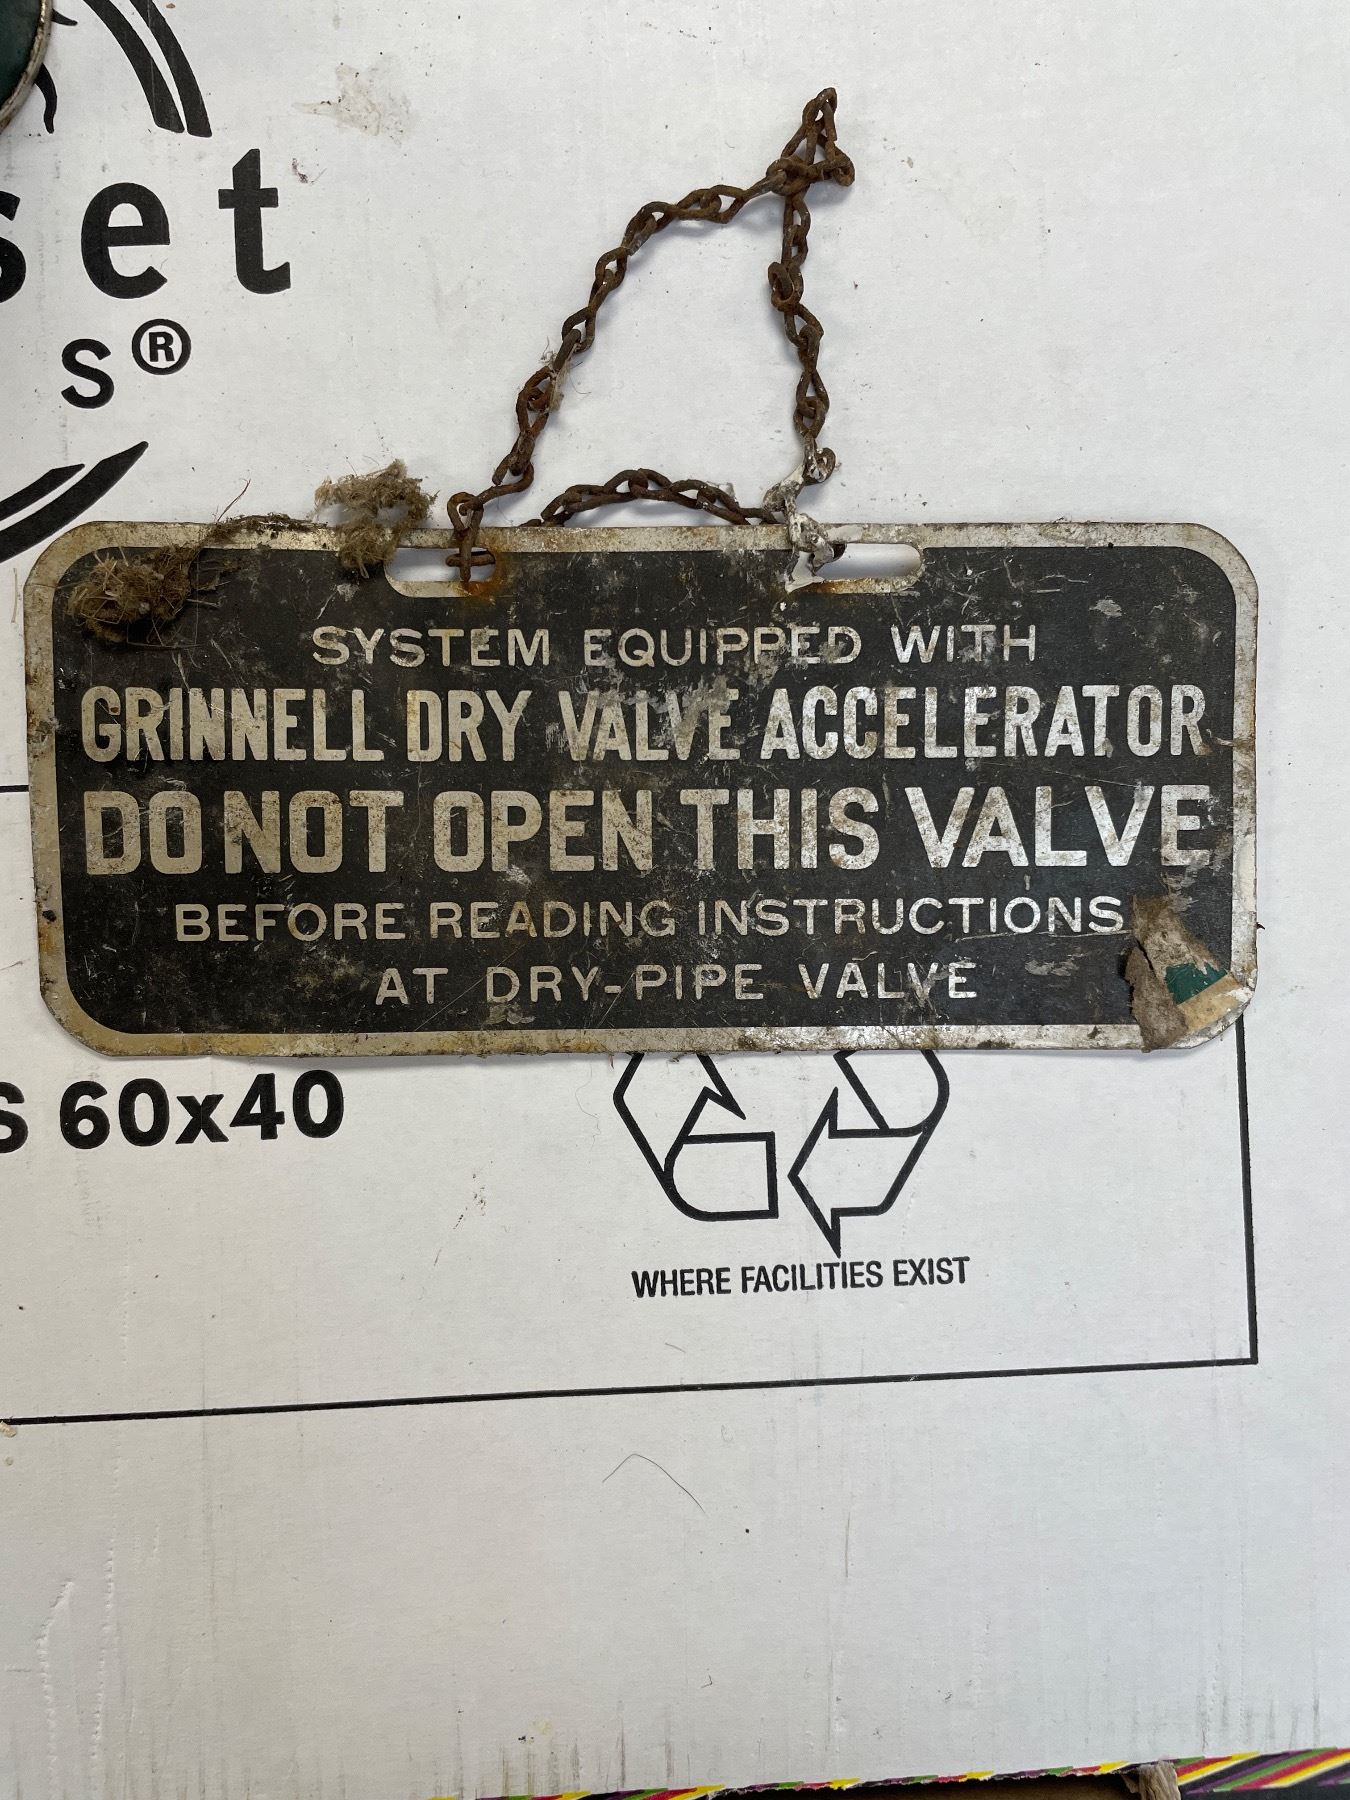 set
s®
SYSTEM EQUIPPED WITH
GRINNELL DRY VALVE ACCELERATOR
DO NOT OPEN THIS VALVE
BEFORE READING INSTRUCTIONS
AT DRY-PIPE VALVE
S 60x40
WHERE FACILITIES EXIST